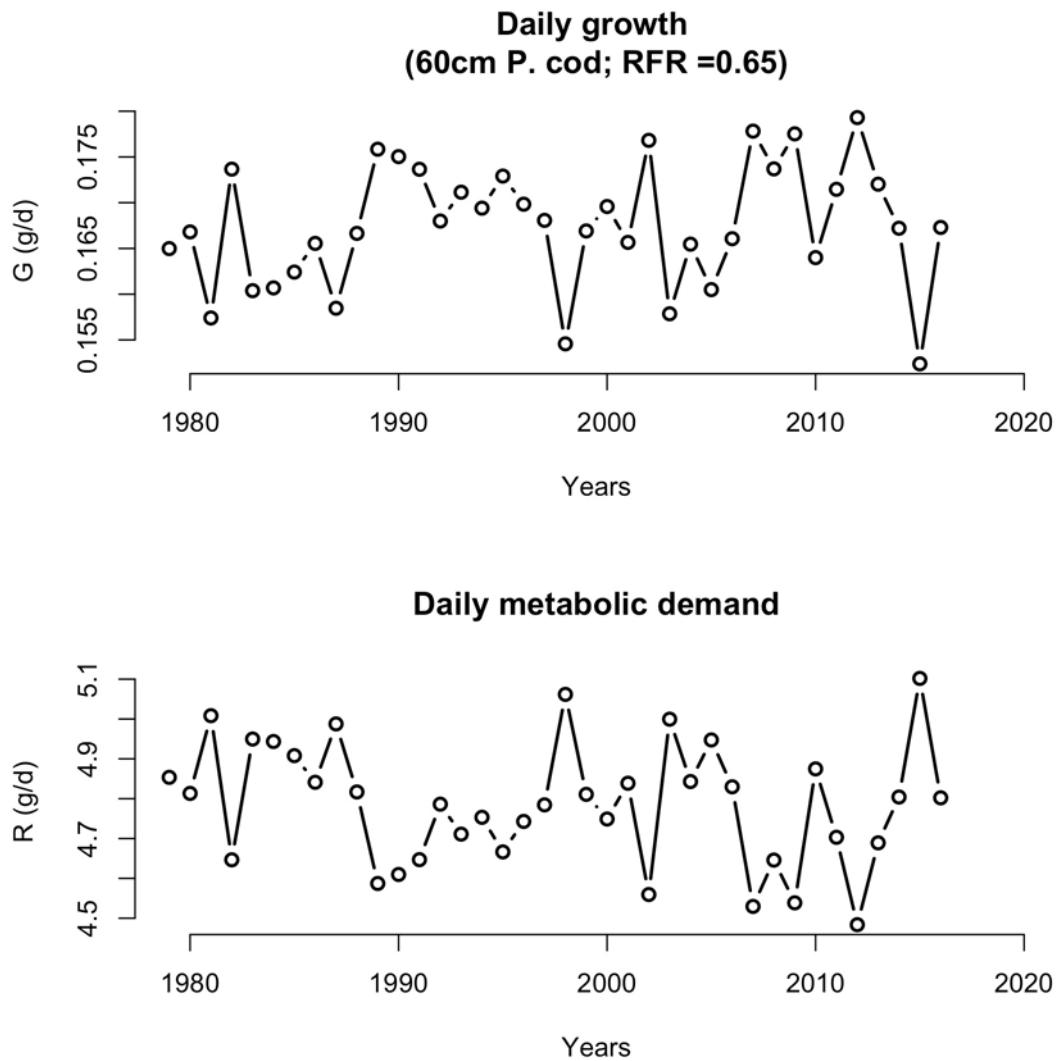 Daily growth
(60cm P. cod; RFR =0.65)
G (g/d)
0.175
0.165
0.155
1980 1990 2000 2010 2020
Years
Daily metabolic demand
R (g/d)
5.1
4.9
4.7
4.5
1980 1990 2000 2010 2020
Years